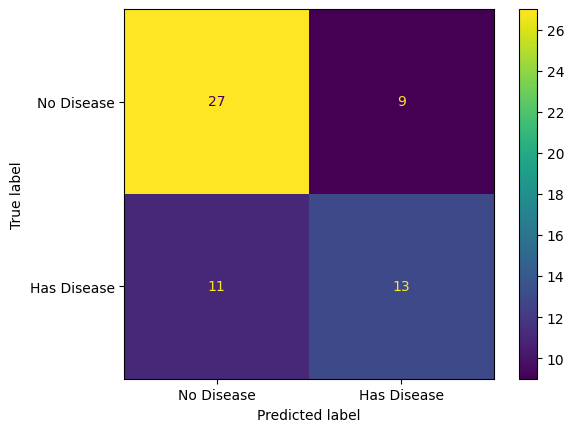 No Disease
Has Disease
True label
27
9
11
13
No Disease
Has Disease
Predicted label
26
24
22
20
18
16
14
12
10